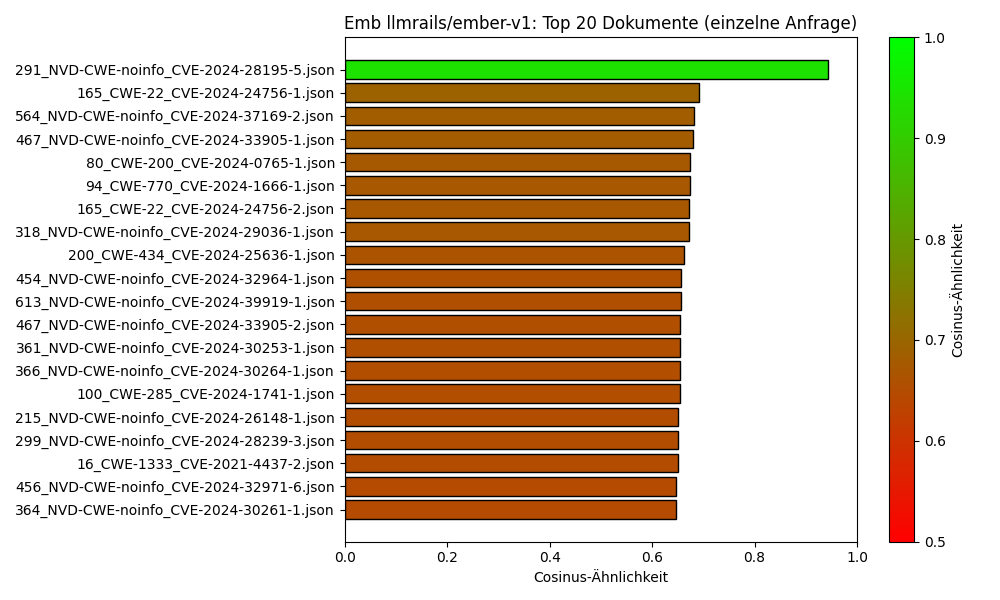 Emb llmrails/ember-v1: Top 20 Dokumente (einzelne Anfrage)
291_NVD-CWE-noinfo_CVE-2024-28195-5.json
165_CWE-22_CVE-2024-24756-1.json
564_NVD-CWE-noinfo_CVE-2024-37169-2.json
467_NVD-CWE-noinfo_CVE-2024-33905-1.json
80_CWE-200_CVE-2024-0765-1.json
94_CWE-770_CVE-2024-1666-1.json
165_CWE-22_CVE-2024-24756-2.json
318_NVD-CWE-noinfo_CVE-2024-29036-1.json
200_CWE-434_CVE-2024-25636-1.json
454_NVD-CWE-noinfo_CVE-2024-32964-1.json
613_NVD-CWE-noinfo_CVE-2024-39919-1.json
467_NVD-CWE-noinfo_CVE-2024-33905-2.json
361_NVD-CWE-noinfo_CVE-2024-30253-1.json
366_NVD-CWE-noinfo_CVE-2024-30264-1.json
100_CWE-285_CVE-2024-1741-1.json
215_NVD-CWE-noinfo_CVE-2024-26148-1.json
299_NVD-CWE-noinfo_CVE-2024-28239-3.json
16_CWE-1333_CVE-2021-4437-2.json
456_NVD-CWE-noinfo_CVE-2024-32971-6.json
364_NVD-CWE-noinfo_CVE-2024-30261-1.json
0.0 0.2 0.4 0.6 0.8 1.0
Cosinus-Ähnlichkeit
1.0
0.9
0.8
0.7
0.6
0.5
Cosinus-Ähnlichkeit